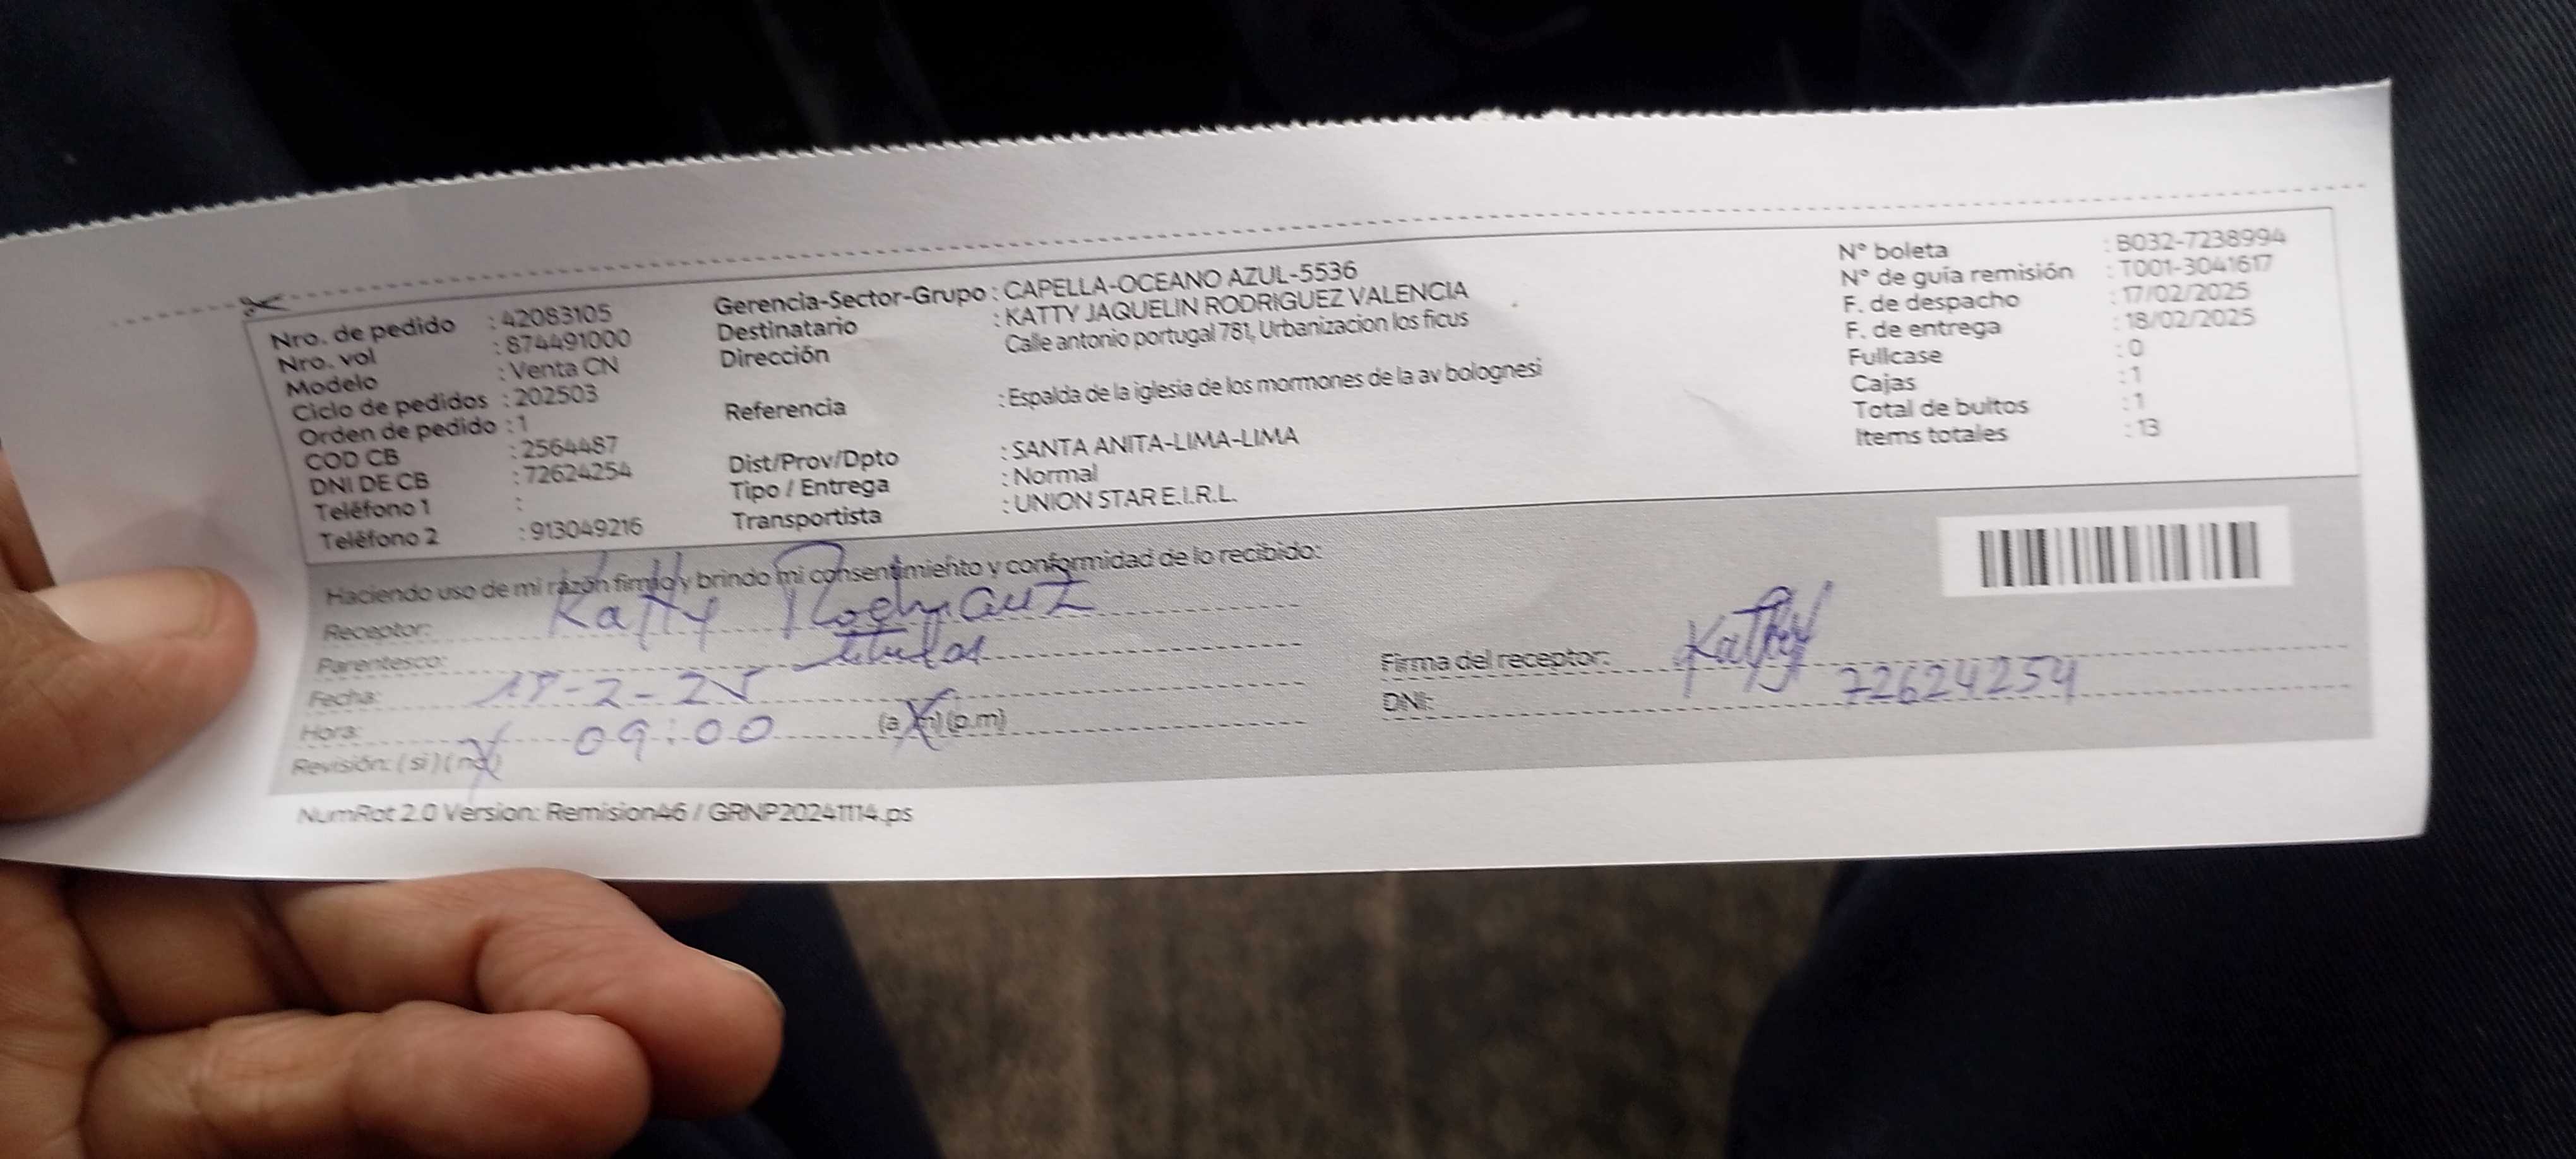 Nro. de pedido : 42083105
Nro. vol : 874491000
Modelo : Venta CN
Ciclo de pedidos : 202503
Orden de pedido : 1
COD CB : 2564487
DNI DE CB : 72624254
Teléfono 1 :
Teléfono 2 : 913049216
Gerencia-Sector-Grupo : CAPELLA-OCEANO AZUL-5536
Destinatario : KATTY JAQUELIN RODRIGUEZ VALENCIA
Dirección Calle antonio portugal 781, Urbanizacion los ficus
Referencia : Espalda de la iglesia de los mormones de la av bolognesi
Dist/Prov/Dpto : SANTA ANITA-LIMA-LIMA
Tipo / Entrega : Normal
Transportista : UNION STAR E.I.R.L.
N° boleta : B032-7238994
N° de guía remisión : T001-3041617
F. de despacho : 17/02/2025
F. de entrega : 18/02/2025
Fullcase : 0
Cajas : 1
Total de bultos : 1
Items totales : 13
Haciendo uso de mi razón firmo y brindo mi consentimiento y conformidad de lo recibido:
Receptor: Katty Rodriguez
Parentesco: titular
Fecha: 18-2-25
Hora: 09:00 (a.m) (p.m)
Revisión: ( si ) ( no )
Firma del receptor: Katty
DNI: 72624254
NumRot 2.0 Version: Remision46 / GRNP20241114.ps